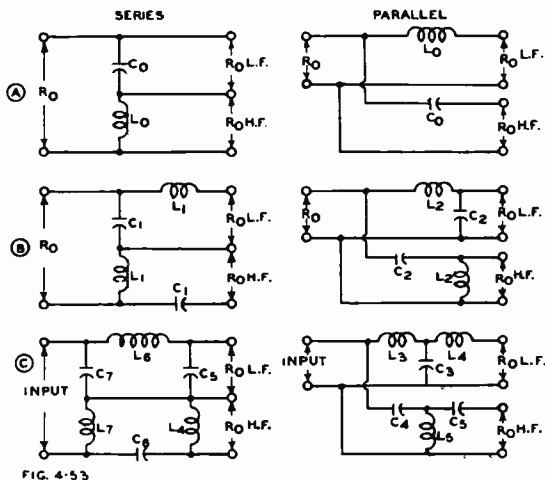 SERIES
PARALLEL
A
R₀
C₀
L₀
R₀ L.F.
R₀ H.F.
R₀
L₀
C₀
R₀ L.F.
R₀ H.F.
B
R₀
L₁
C₁
L₁
C₁
R₀ L.F.
R₀ H.F.
R₀
L₂
C₂
C₂
L₂
R₀ L.F.
R₀ H.F.
C
INPUT
L₆
C₇
C₅
L₇
L₄
C₆
R₀ L.F.
R₀ H.F.
INPUT
L₃
L₄
C₃
C₄
C₅
L₅
R₀ L.F.
R₀ H.F.
FIG. 4-53